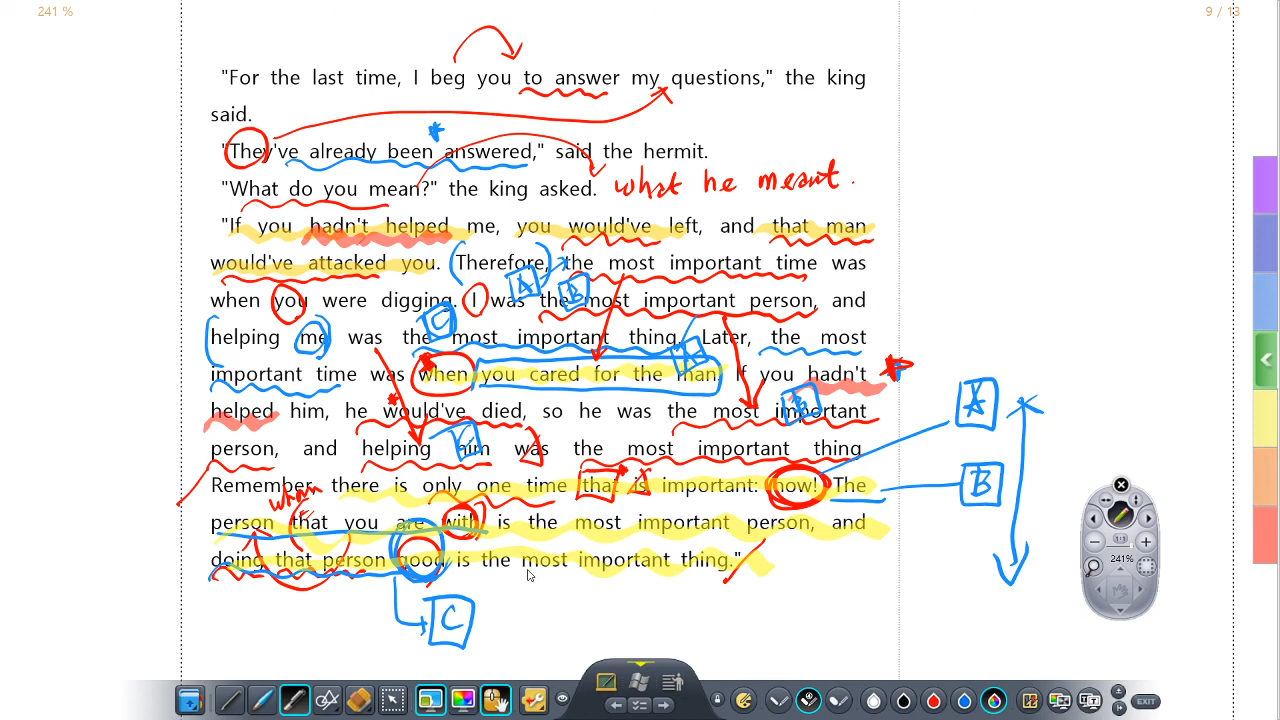 241 %
9 / 13
"For the last time, I beg you to answer my questions," the king
said.
"They've already been answered," said the hermit.
"What do you mean?" the king asked. what he meant.
"If you hadn't helped me, you would've left, and that man
would've attacked you. (Therefore, the most important time was
A
B
when you were digging. I was the most important person, and
C
helping me was the most important thing. Later, the most
A
important time was when you cared for the man. If you hadn't
B
A
helped him, he would've died, so he was the most important
C
person, and helping him was the most important thing.
B
Remember there is only one time that is important: now! The
whom
person that you are with is the most important person, and
doing that person good is the most important thing."
C
1:1
241%
EXIT